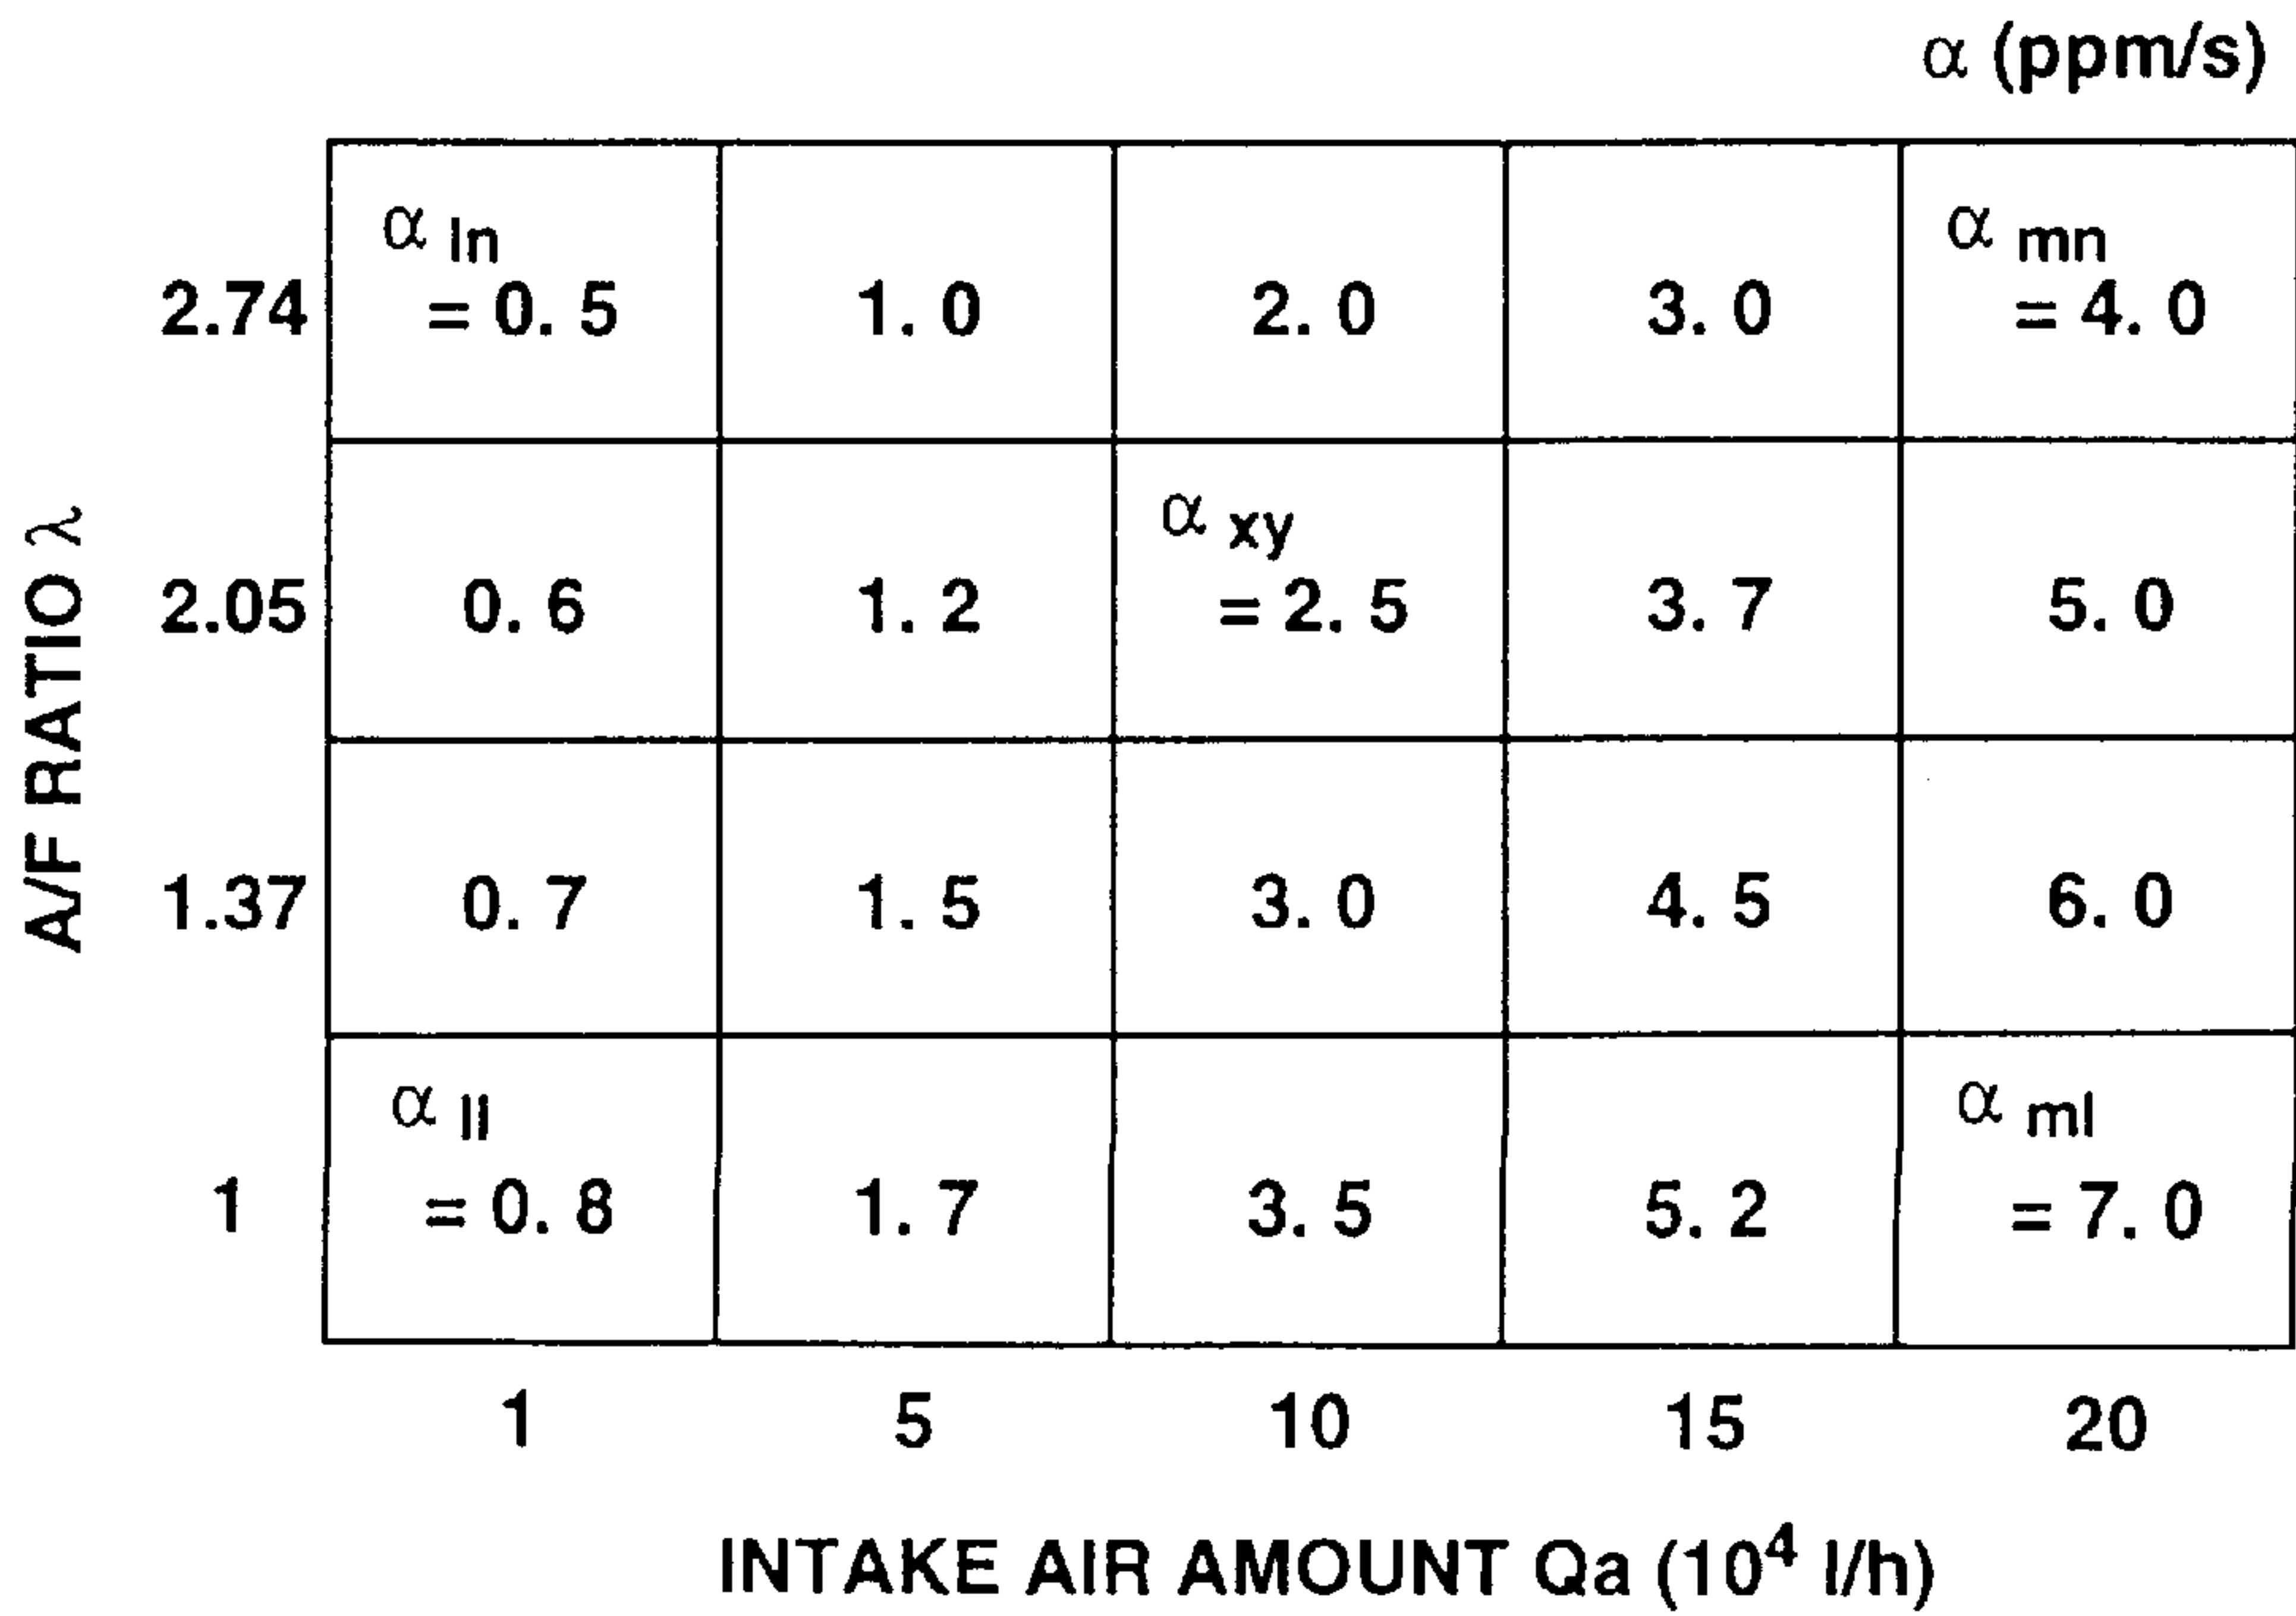 α (ppm/s)
α ln = 0.5 1.0 2.0 3.0 α mn = 4.0
2.74
0.6 1.2 α xy = 2.5 3.7 5.0
2.05
A/F RATIO λ
1.37 0.7 1.5 3.0 4.5 6.0
1 α ll = 0.8 1.7 3.5 5.2 α ml = 7.0
1 5 10 15 20
INTAKE AIR AMOUNT Qa (10⁴ l/h)